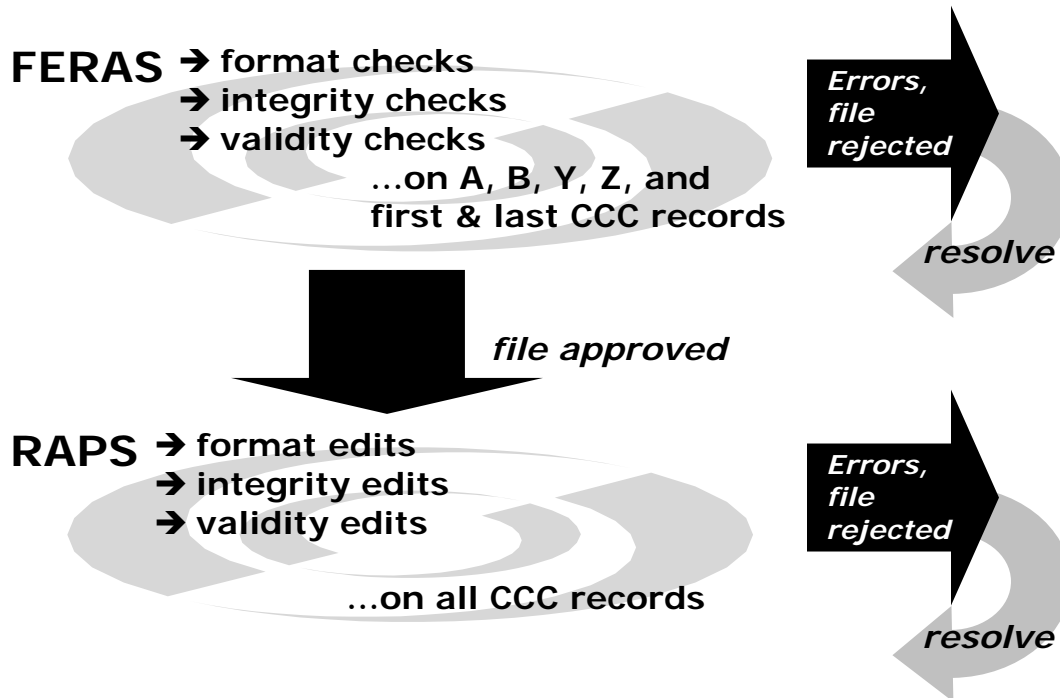 FERAS ➔ format checks
➔ integrity checks
➔ validity checks
...on A, B, Y, Z, and
first & last CCC records
Errors,
file
rejected
resolve
file approved
RAPS ➔ format edits
➔ integrity edits
➔ validity edits
...on all CCC records
Errors,
file
rejected
resolve